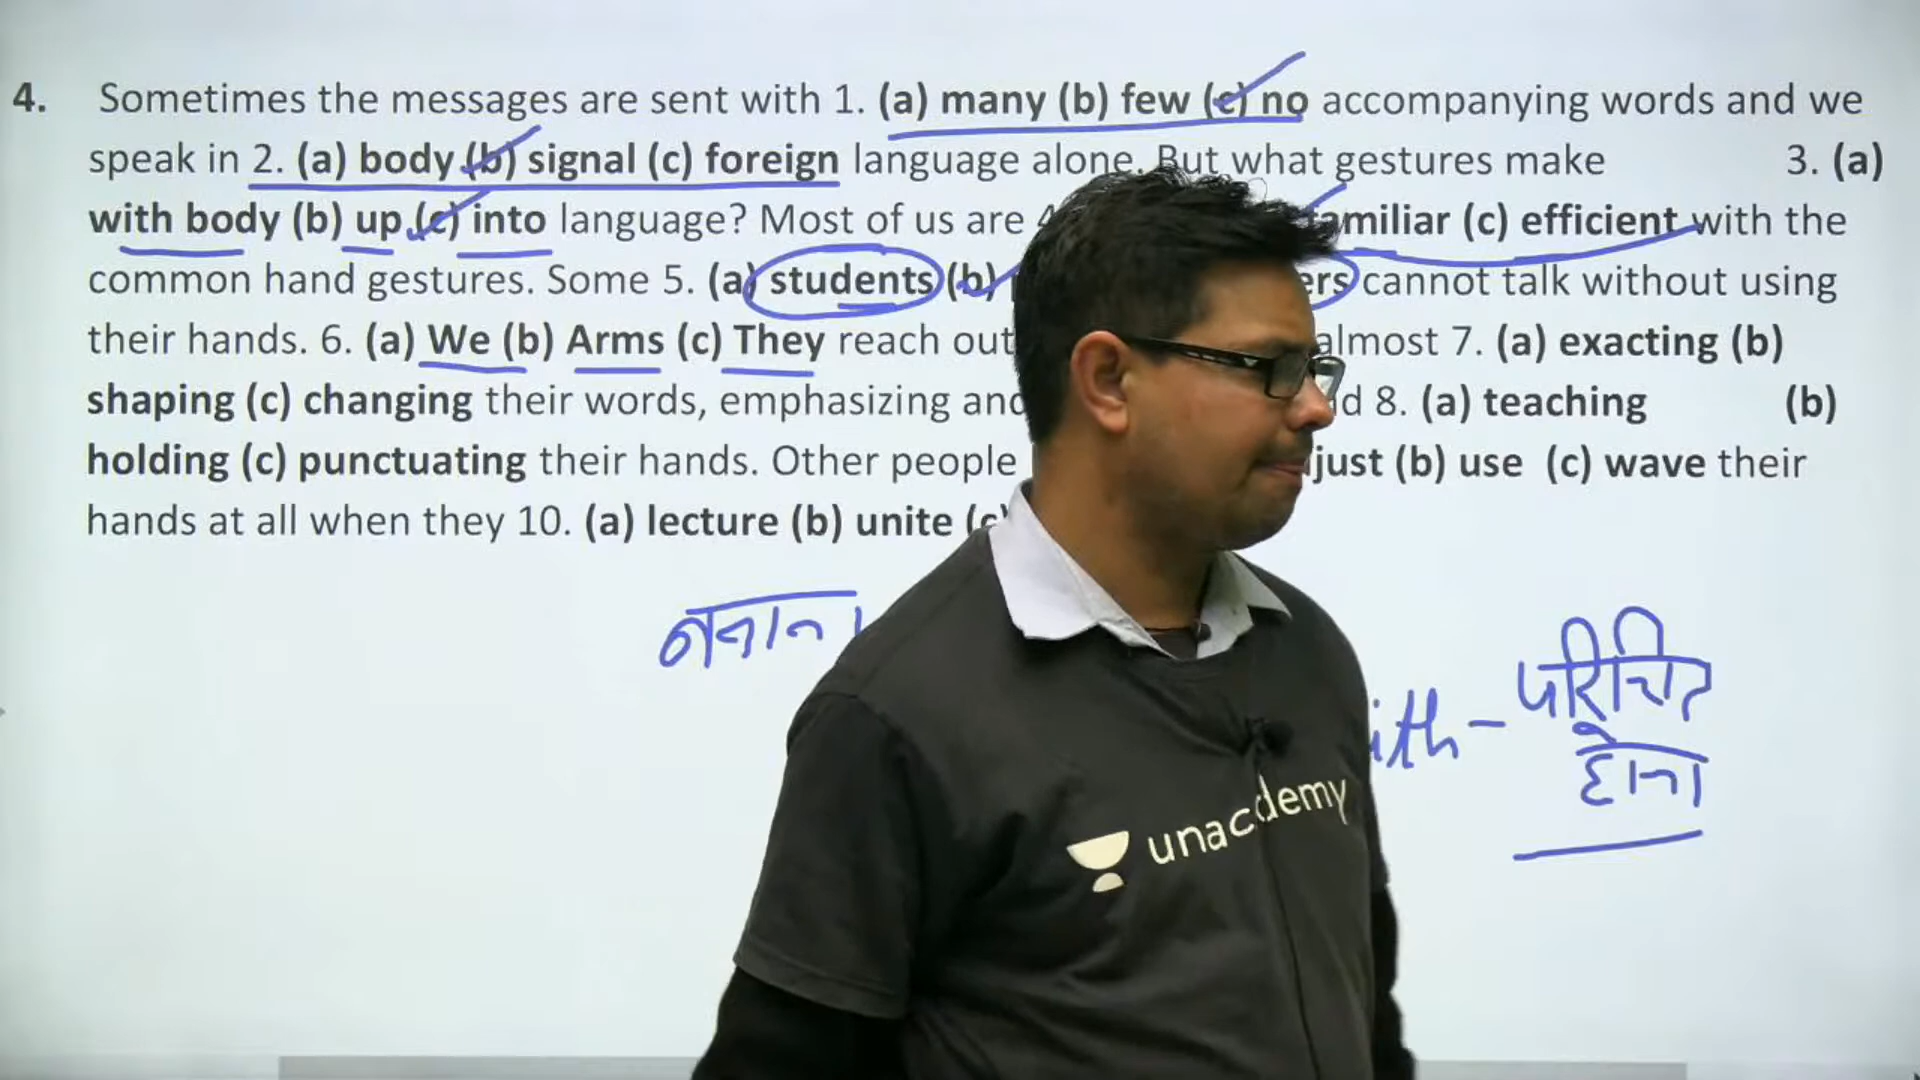 4. Sometimes the messages are sent with 1. (a) many (b) few (c) no accompanying words and we
speak in 2. (a) body (b) signal (c) foreign language alone. But what gestures make 3. (a)
with body (b) up (c) into language? Most of us are familiar (c) efficient with the
common hand gestures. Some 5. (a) students (b) cannot talk without using
their hands. 6. (a) We (b) Arms (c) They reach out almost 7. (a) exacting (b)
shaping (c) changing their words, emphasizing and 8. (a) teaching (b)
holding (c) punctuating their hands. Other people (b) use (c) wave their
hands at all when they 10. (a) lecture (b) unite (c)
परिचित
होना
unacademy